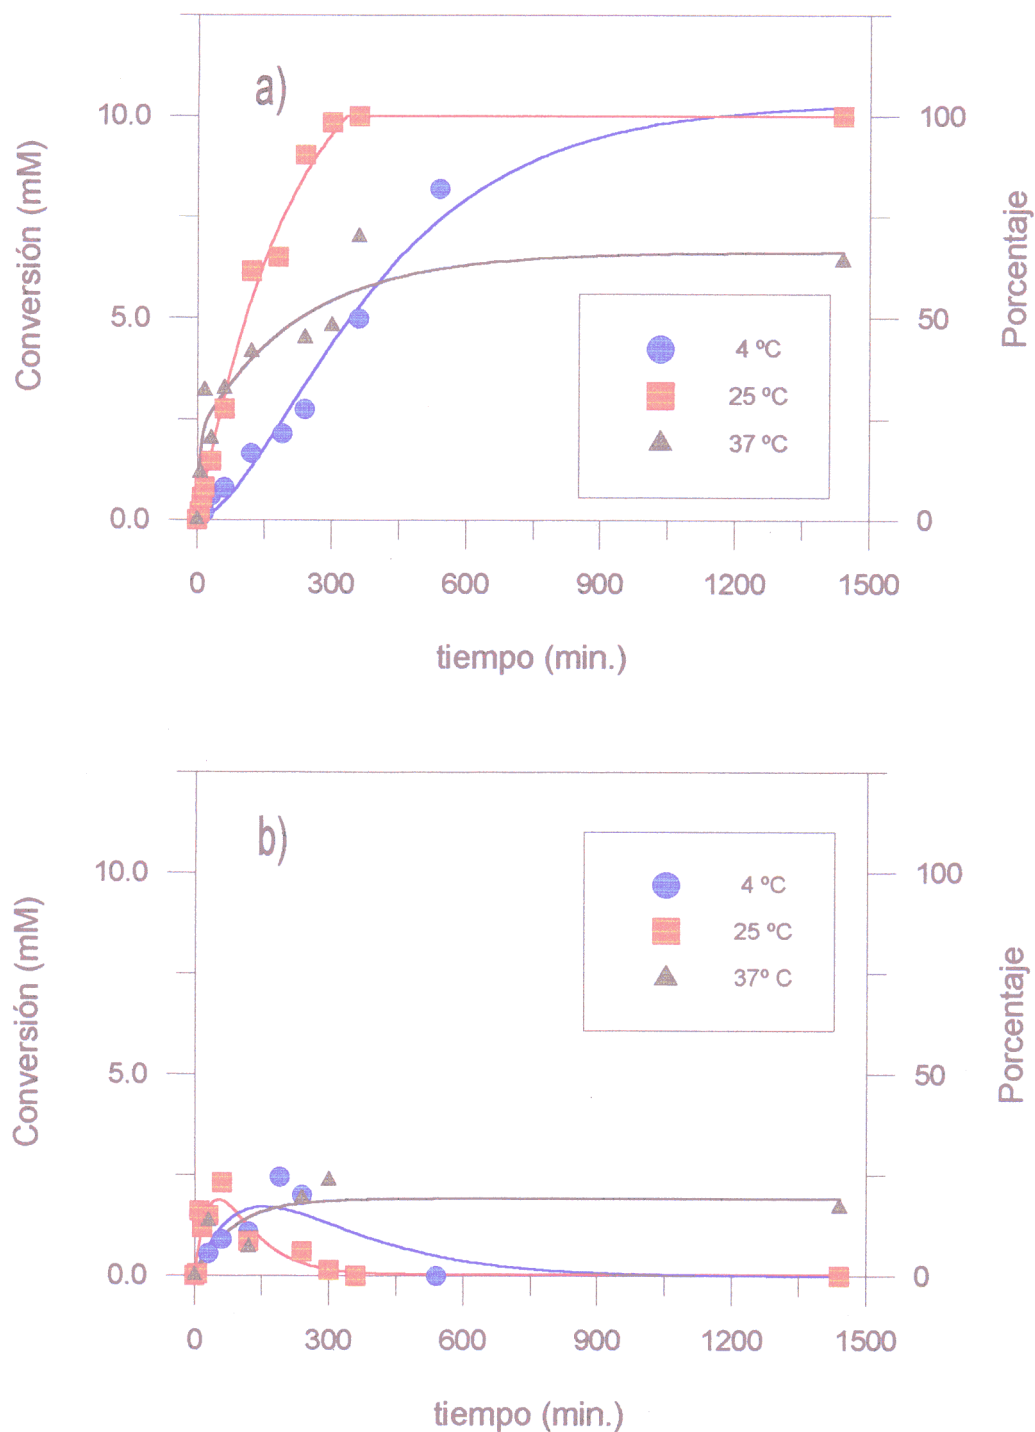 a)
10.0
5.0
0.0
Conversión (mM)
100
50
0
Porcentaje
4 ºC
25 ºC
37 ºC
0 300 600 900 1200 1500
tiempo (min.)
b)
10.0
5.0
0.0
Conversión (mM)
100
50
0
Porcentaje
4 ºC
25 ºC
37º C
0 300 600 900 1200 1500
tiempo (min.)